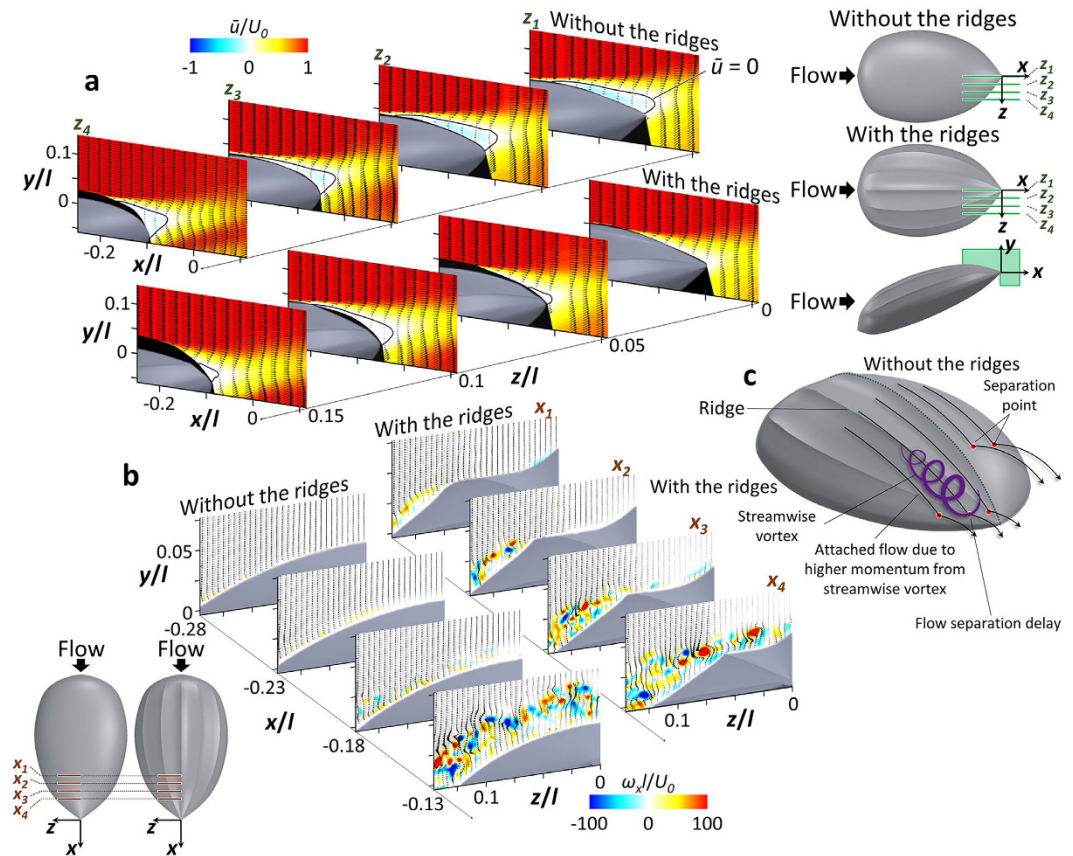 a
ū/U0
-1 0 1
z1
Without the ridges
ū = 0
z2
z3
z4
0.1
y/l
0
-0.2
x/l
0
With the ridges
0
0.05
0.1
z/l
0.15
0.1
y/l
0
-0.2
x/l
0
Without the ridges
Flow
x
z
z1
z2
z3
z4
With the ridges
Flow
x
z
z1
z2
z3
z4
y
x
Flow
b
Without the ridges
With the ridges
x1
x2
With the ridges
x3
x4
0.05
y/l
0
-0.28
-0.23
x/l
-0.18
-0.13
0.1
z/l
0
0.1
z/l
0
ωxl/U0
-100 0 100
Flow Flow
x1
x2
x3
x4
z
x
z
x
c
Without the ridges
Ridge
Separation
point
Streamwise
vortex
Attached flow due to
higher momentum from
streamwise vortex
Flow separation delay